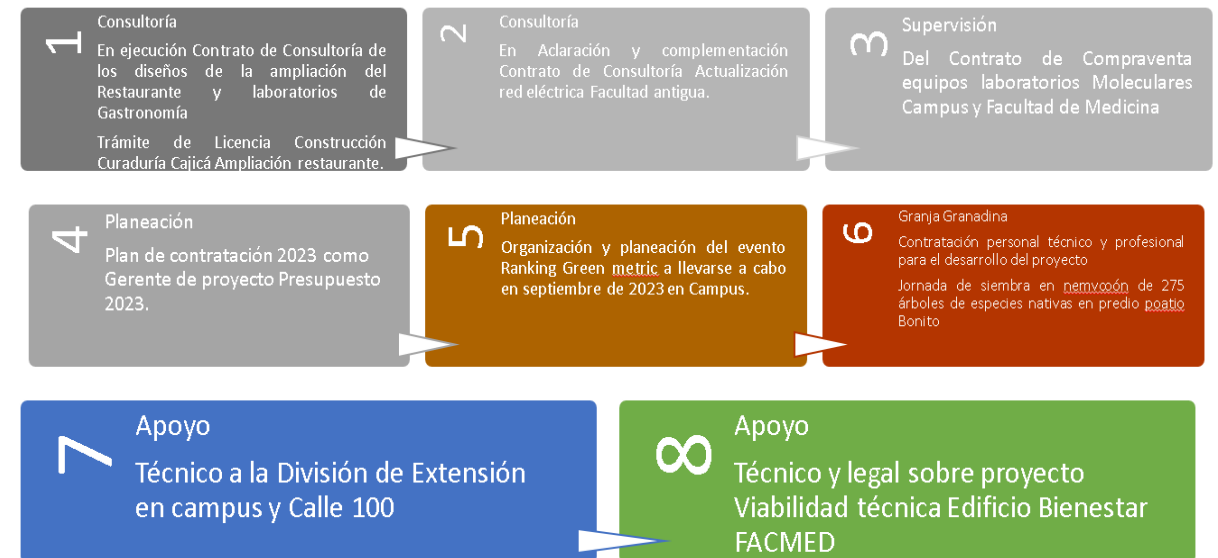 1
Consultoría
En ejecución Contrato de Consultoría de
los diseños de la ampliación del
Restaurante y laboratorios de
Gastronomía
Trámite de Licencia Construcción
Curaduría Cajicá Ampliación restaurante.
2
Consultoría
En Aclaración y complementación
Contrato de Consultoría Actualización
red eléctrica Facultad antigua.
3
Supervisión
Del Contrato de Compraventa
equipos laboratorios Moleculares
Campus y Facultad de Medicina
4
Planeación
Plan de contratación 2023 como
Gerente de proyecto Presupuesto
2023.
5
Planeación
Organización y planeación del evento
Ranking Green metric a llevarse a cabo
en septiembre de 2023 en Campus.
6
Granja Granadina
Contratación personal técnico y profesional
para el desarrollo del proyecto
Jornada de siembra en nemvcoón de 275
árboles de especies nativas en predio poatio
Bonito
7
Apoyo
Técnico a la División de Extensión
en campus y Calle 100
8
Apoyo
Técnico y legal sobre proyecto
Viabilidad técnica Edificio Bienestar
FACMED